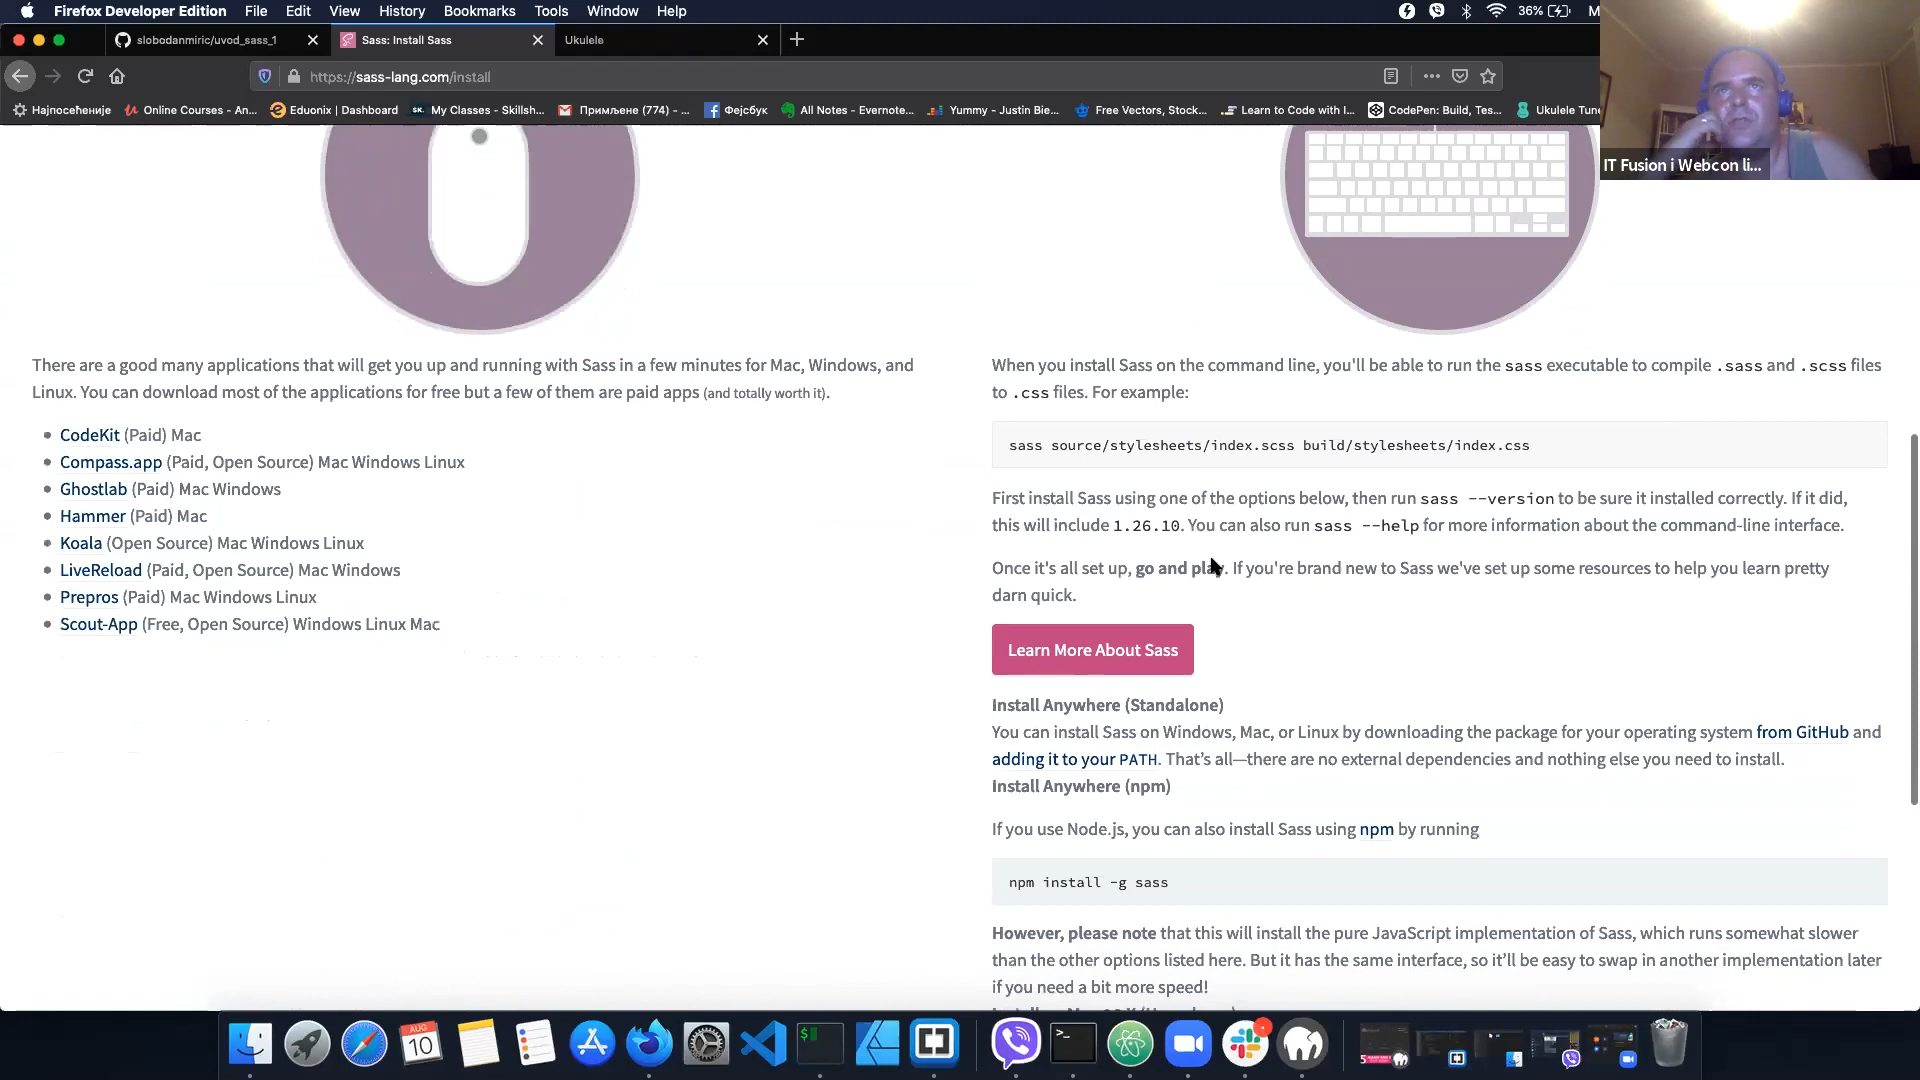 Firefox Developer Edition File Edit View History Bookmarks Tools Window Help 36%
slobodanmiric/uvod_sass_1 Sass: Install Sass Ukulele
https://sass-lang.com/install
Најпосећеније Online Courses - An... Eduonix | Dashboard SK. My Classes - Skillsh... Примљене (774) - ... Фејсбук All Notes - Evernote... Yummy - Justin Bie... Free Vectors, Stock... Learn to Code with I... CodePen: Build, Tes... Ukulele Tune
IT Fusion i Webcon li...
There are a good many applications that will get you up and running with Sass in a few minutes for Mac, Windows, and
Linux. You can download most of the applications for free but a few of them are paid apps (and totally worth it).
CodeKit (Paid) Mac
Compass.app (Paid, Open Source) Mac Windows Linux
Ghostlab (Paid) Mac Windows
Hammer (Paid) Mac
Koala (Open Source) Mac Windows Linux
LiveReload (Paid, Open Source) Mac Windows
Prepros (Paid) Mac Windows Linux
Scout-App (Free, Open Source) Windows Linux Mac
When you install Sass on the command line, you'll be able to run the sass executable to compile .sass and .scss files
to .css files. For example:
sass source/stylesheets/index.scss build/stylesheets/index.css
First install Sass using one of the options below, then run sass --version to be sure it installed correctly. If it did,
this will include 1.26.10. You can also run sass --help for more information about the command-line interface.
Once it's all set up, go and play. If you're brand new to Sass we've set up some resources to help you learn pretty
darn quick.
Learn More About Sass
Install Anywhere (Standalone)
You can install Sass on Windows, Mac, or Linux by downloading the package for your operating system from GitHub and
adding it to your PATH. That's all—there are no external dependencies and nothing else you need to install.
Install Anywhere (npm)
If you use Node.js, you can also install Sass using npm by running
npm install -g sass
However, please note that this will install the pure JavaScript implementation of Sass, which runs somewhat slower
than the other options listed here. But it has the same interface, so it'll be easy to swap in another implementation later
if you need a bit more speed!
AUG
10